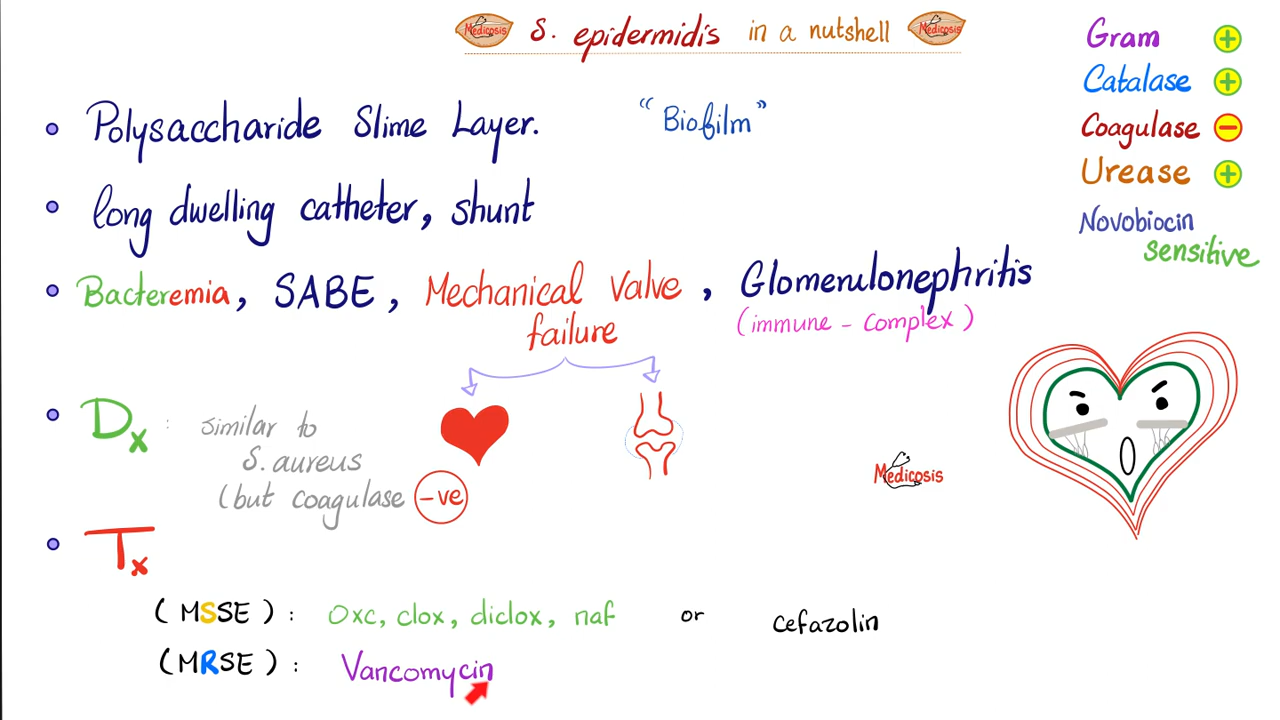 Medicosis S. epidermidis in a nutshell Medicosis
Gram +
Catalase +
Coagulase −
Urease +
Novobiocin
sensitive
Polysaccharide Slime Layer. "Biofilm"
long dwelling catheter, shunt
Bacteremia, SABE, Mechanical Valve, Glomerulonephritis
failure (immune - complex)
Dx : similar to
S. aureus
(but coagulase -ve
Medicosis
Tx
(MSSE) : Oxc, clox, diclox, naf or cefazolin
(MRSE) : Vancomycin